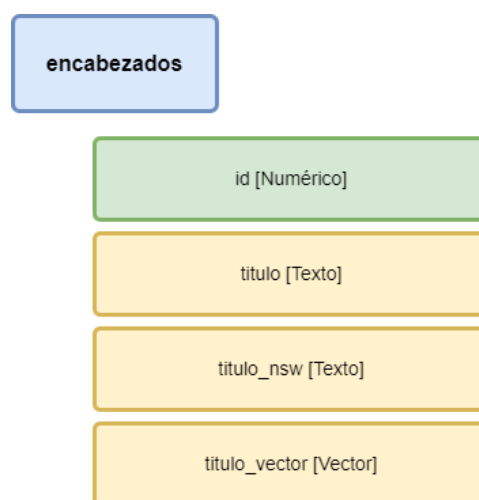 encabezados
id [Numérico]
titulo [Texto]
titulo_nsw [Texto]
titulo_vector [Vector]